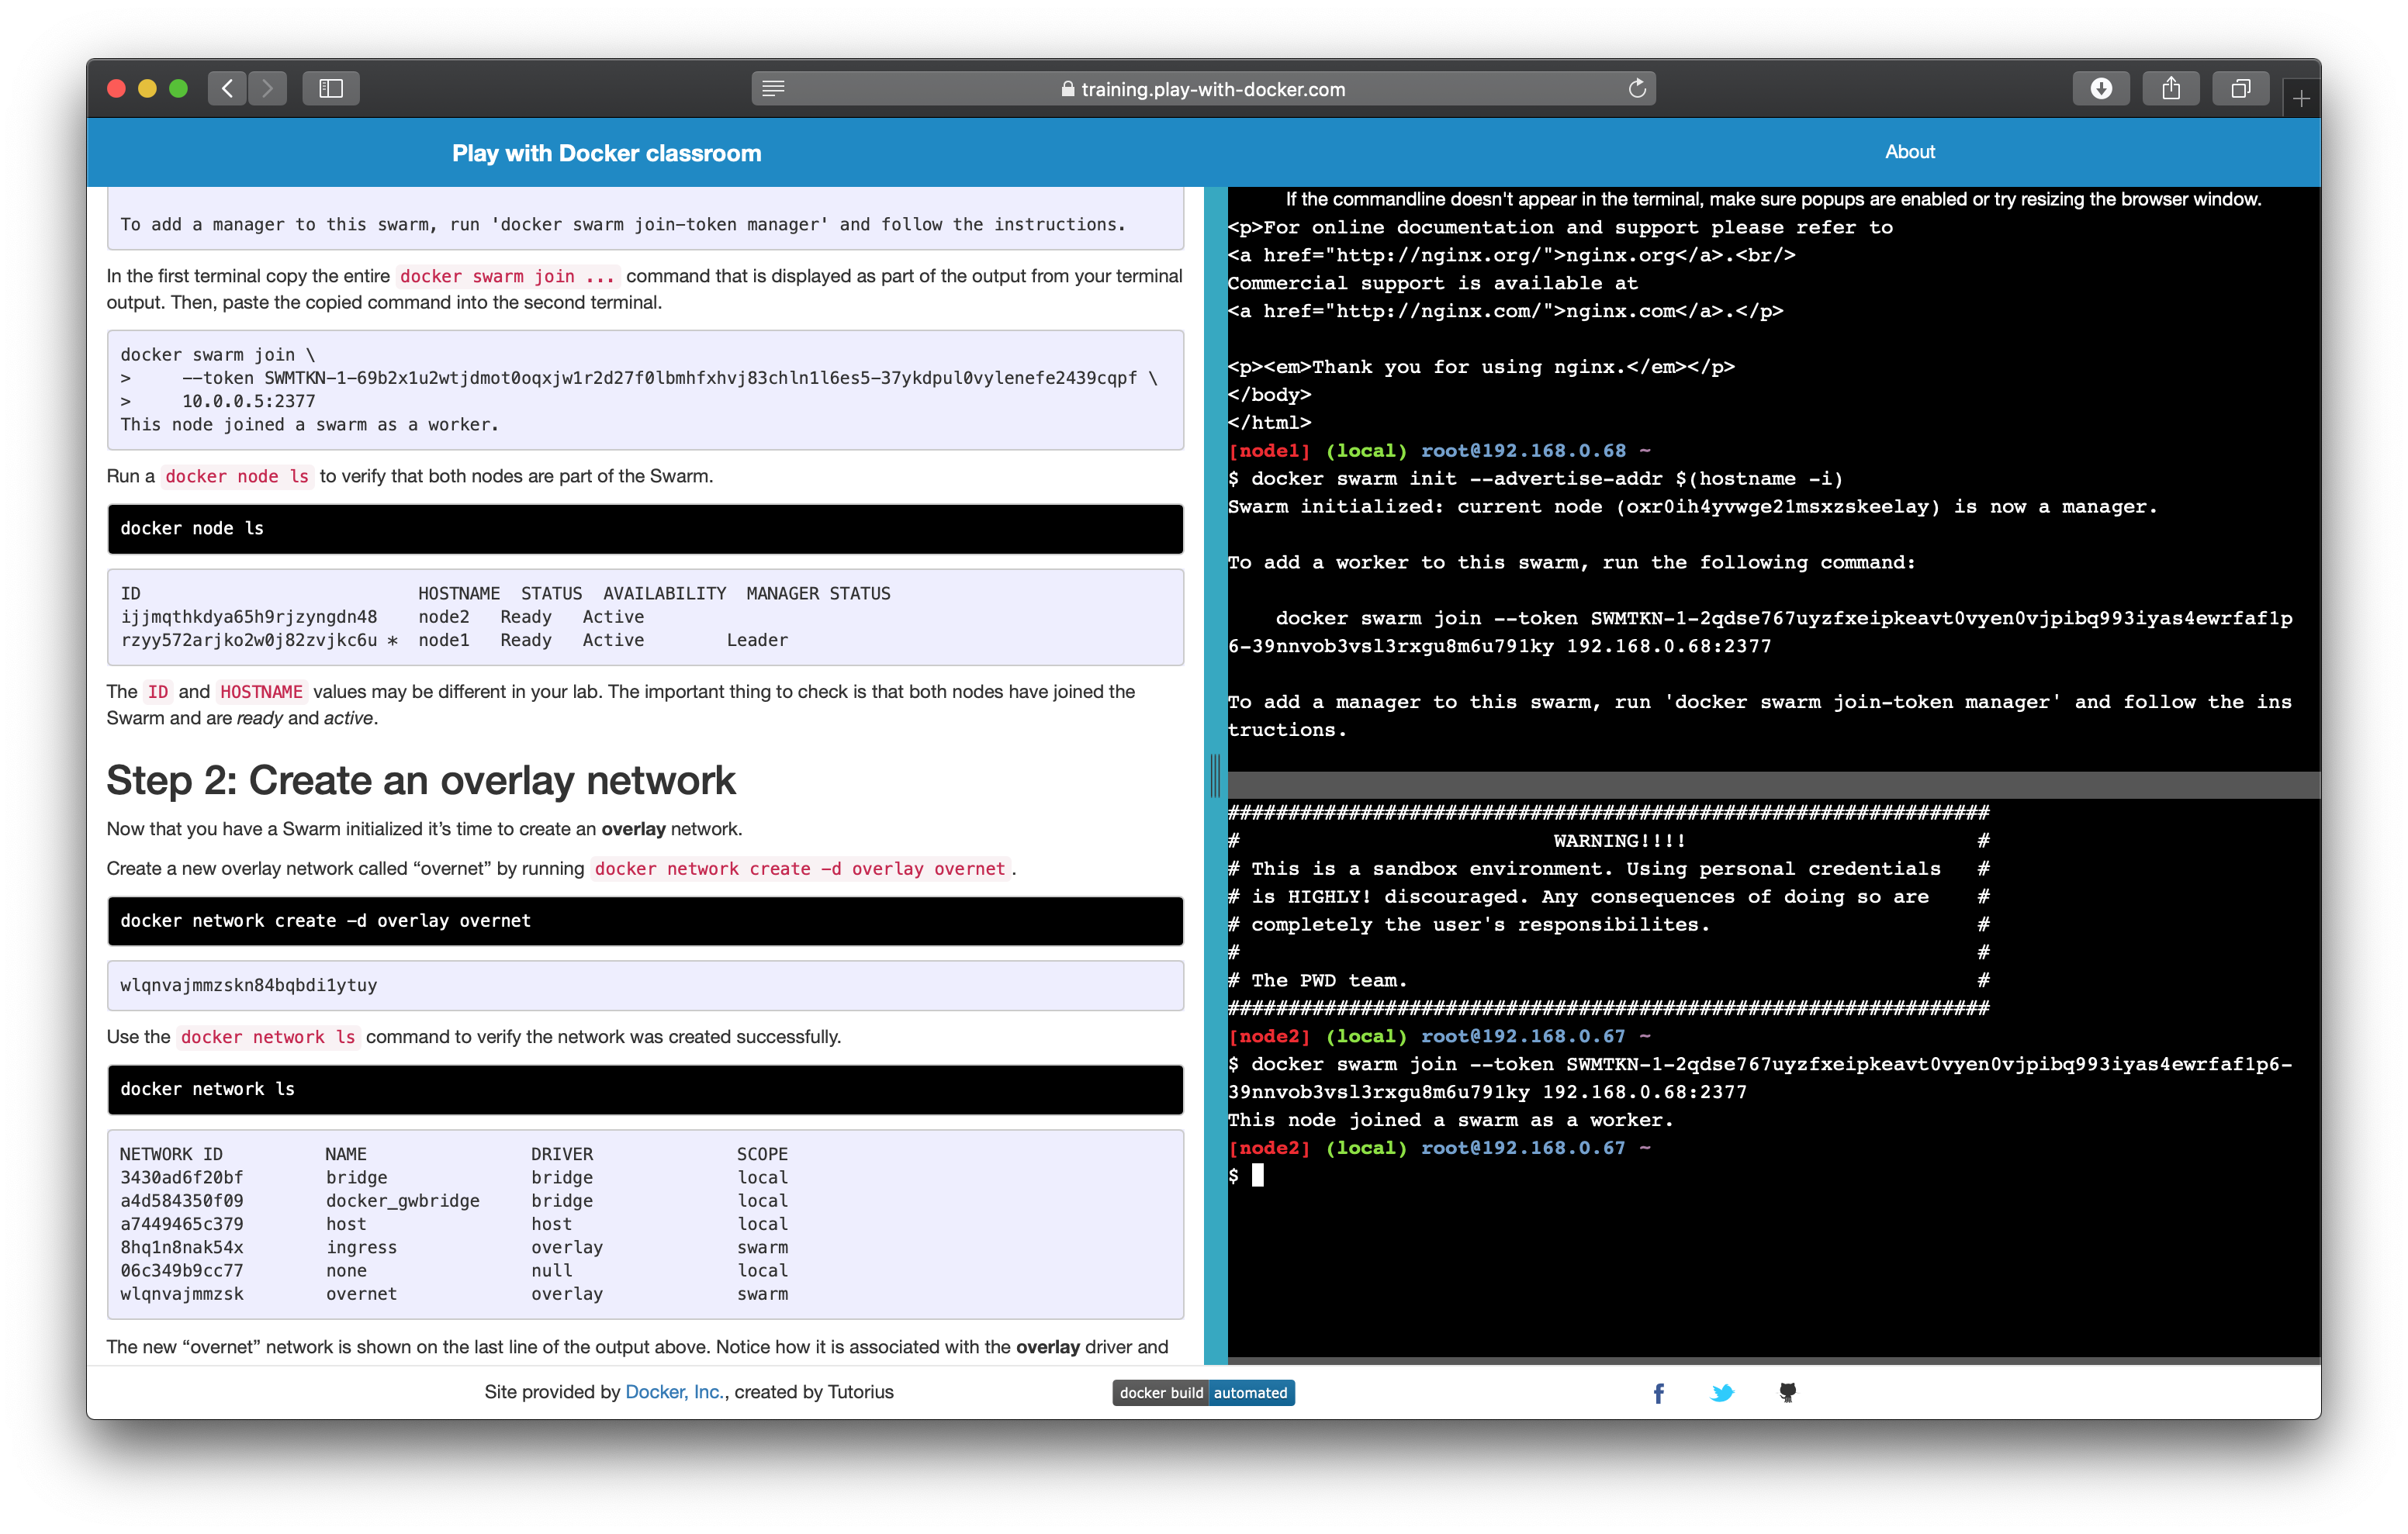 training.play-with-docker.com
Play with Docker classroom
About
To add a manager to this swarm, run 'docker swarm join-token manager' and follow the instructions.
In the first terminal copy the entire docker swarm join ... command that is displayed as part of the output from your terminal
output. Then, paste the copied command into the second terminal.
docker swarm join \
>     --token SWMTKN-1-69b2x1u2wtjdmot0oqxjw1r2d27f0lbmhfxhvj83chln1l6es5-37ykdpul0vylenefe2439cqpf \
>     10.0.0.5:2377
This node joined a swarm as a worker.
Run a docker node ls to verify that both nodes are part of the Swarm.
docker node ls
ID                           HOSTNAME  STATUS  AVAILABILITY  MANAGER STATUS
ijjmqthkdya65h9rjzyngdn48    node2   Ready   Active
rzyy572arjko2w0j82zvjkc6u *  node1   Ready   Active        Leader
The ID and HOSTNAME values may be different in your lab. The important thing to check is that both nodes have joined the
Swarm and are ready and active.
Step 2: Create an overlay network
Now that you have a Swarm initialized it’s time to create an overlay network.
Create a new overlay network called “overnet” by running docker network create -d overlay overnet.
docker network create -d overlay overnet
wlqnvajmmzskn84bqbdi1ytuy
Use the docker network ls command to verify the network was created successfully.
docker network ls
NETWORK ID          NAME                DRIVER              SCOPE
3430ad6f20bf        bridge              bridge              local
a4d584350f09        docker_gwbridge     bridge              local
a7449465c379        host                host                local
8hq1n8nak54x        ingress             overlay             swarm
06c349b9cc77        none                null                local
wlqnvajmmzsk        overnet             overlay             swarm
The new “overnet” network is shown on the last line of the output above. Notice how it is associated with the overlay driver and
If the commandline doesn't appear in the terminal, make sure popups are enabled or try resizing the browser window.
<p>For online documentation and support please refer to
<a href="http://nginx.org/">nginx.org</a>.<br/>
Commercial support is available at
<a href="http://nginx.com/">nginx.com</a>.</p>
<p><em>Thank you for using nginx.</em></p>
</body>
</html>
[node1] (local) root@192.168.0.68 ~
$ docker swarm init --advertise-addr $(hostname -i)
Swarm initialized: current node (oxr0ih4yvwge21msxzskeelay) is now a manager.
To add a worker to this swarm, run the following command:
docker swarm join --token SWMTKN-1-2qdse767uyzfxeipkeavt0vyen0vjpibq993iyas4ewrfaf1p
6-39nnvob3vsl3rxgu8m6u791ky 192.168.0.68:2377
To add a manager to this swarm, run 'docker swarm join-token manager' and follow the ins
tructions.
###############################################################
#                          WARNING!!!!                        #
# This is a sandbox environment. Using personal credentials   #
# is HIGHLY! discouraged. Any consequences of doing so are    #
# completely the user's responsibilites.                      #
#                                                             #
# The PWD team.                                               #
###############################################################
[node2] (local) root@192.168.0.67 ~
$ docker swarm join --token SWMTKN-1-2qdse767uyzfxeipkeavt0vyen0vjpibq993iyas4ewrfaf1p6-
39nnvob3vsl3rxgu8m6u791ky 192.168.0.68:2377
This node joined a swarm as a worker.
[node2] (local) root@192.168.0.67 ~
$
Site provided by Docker, Inc., created by Tutorius
docker build automated